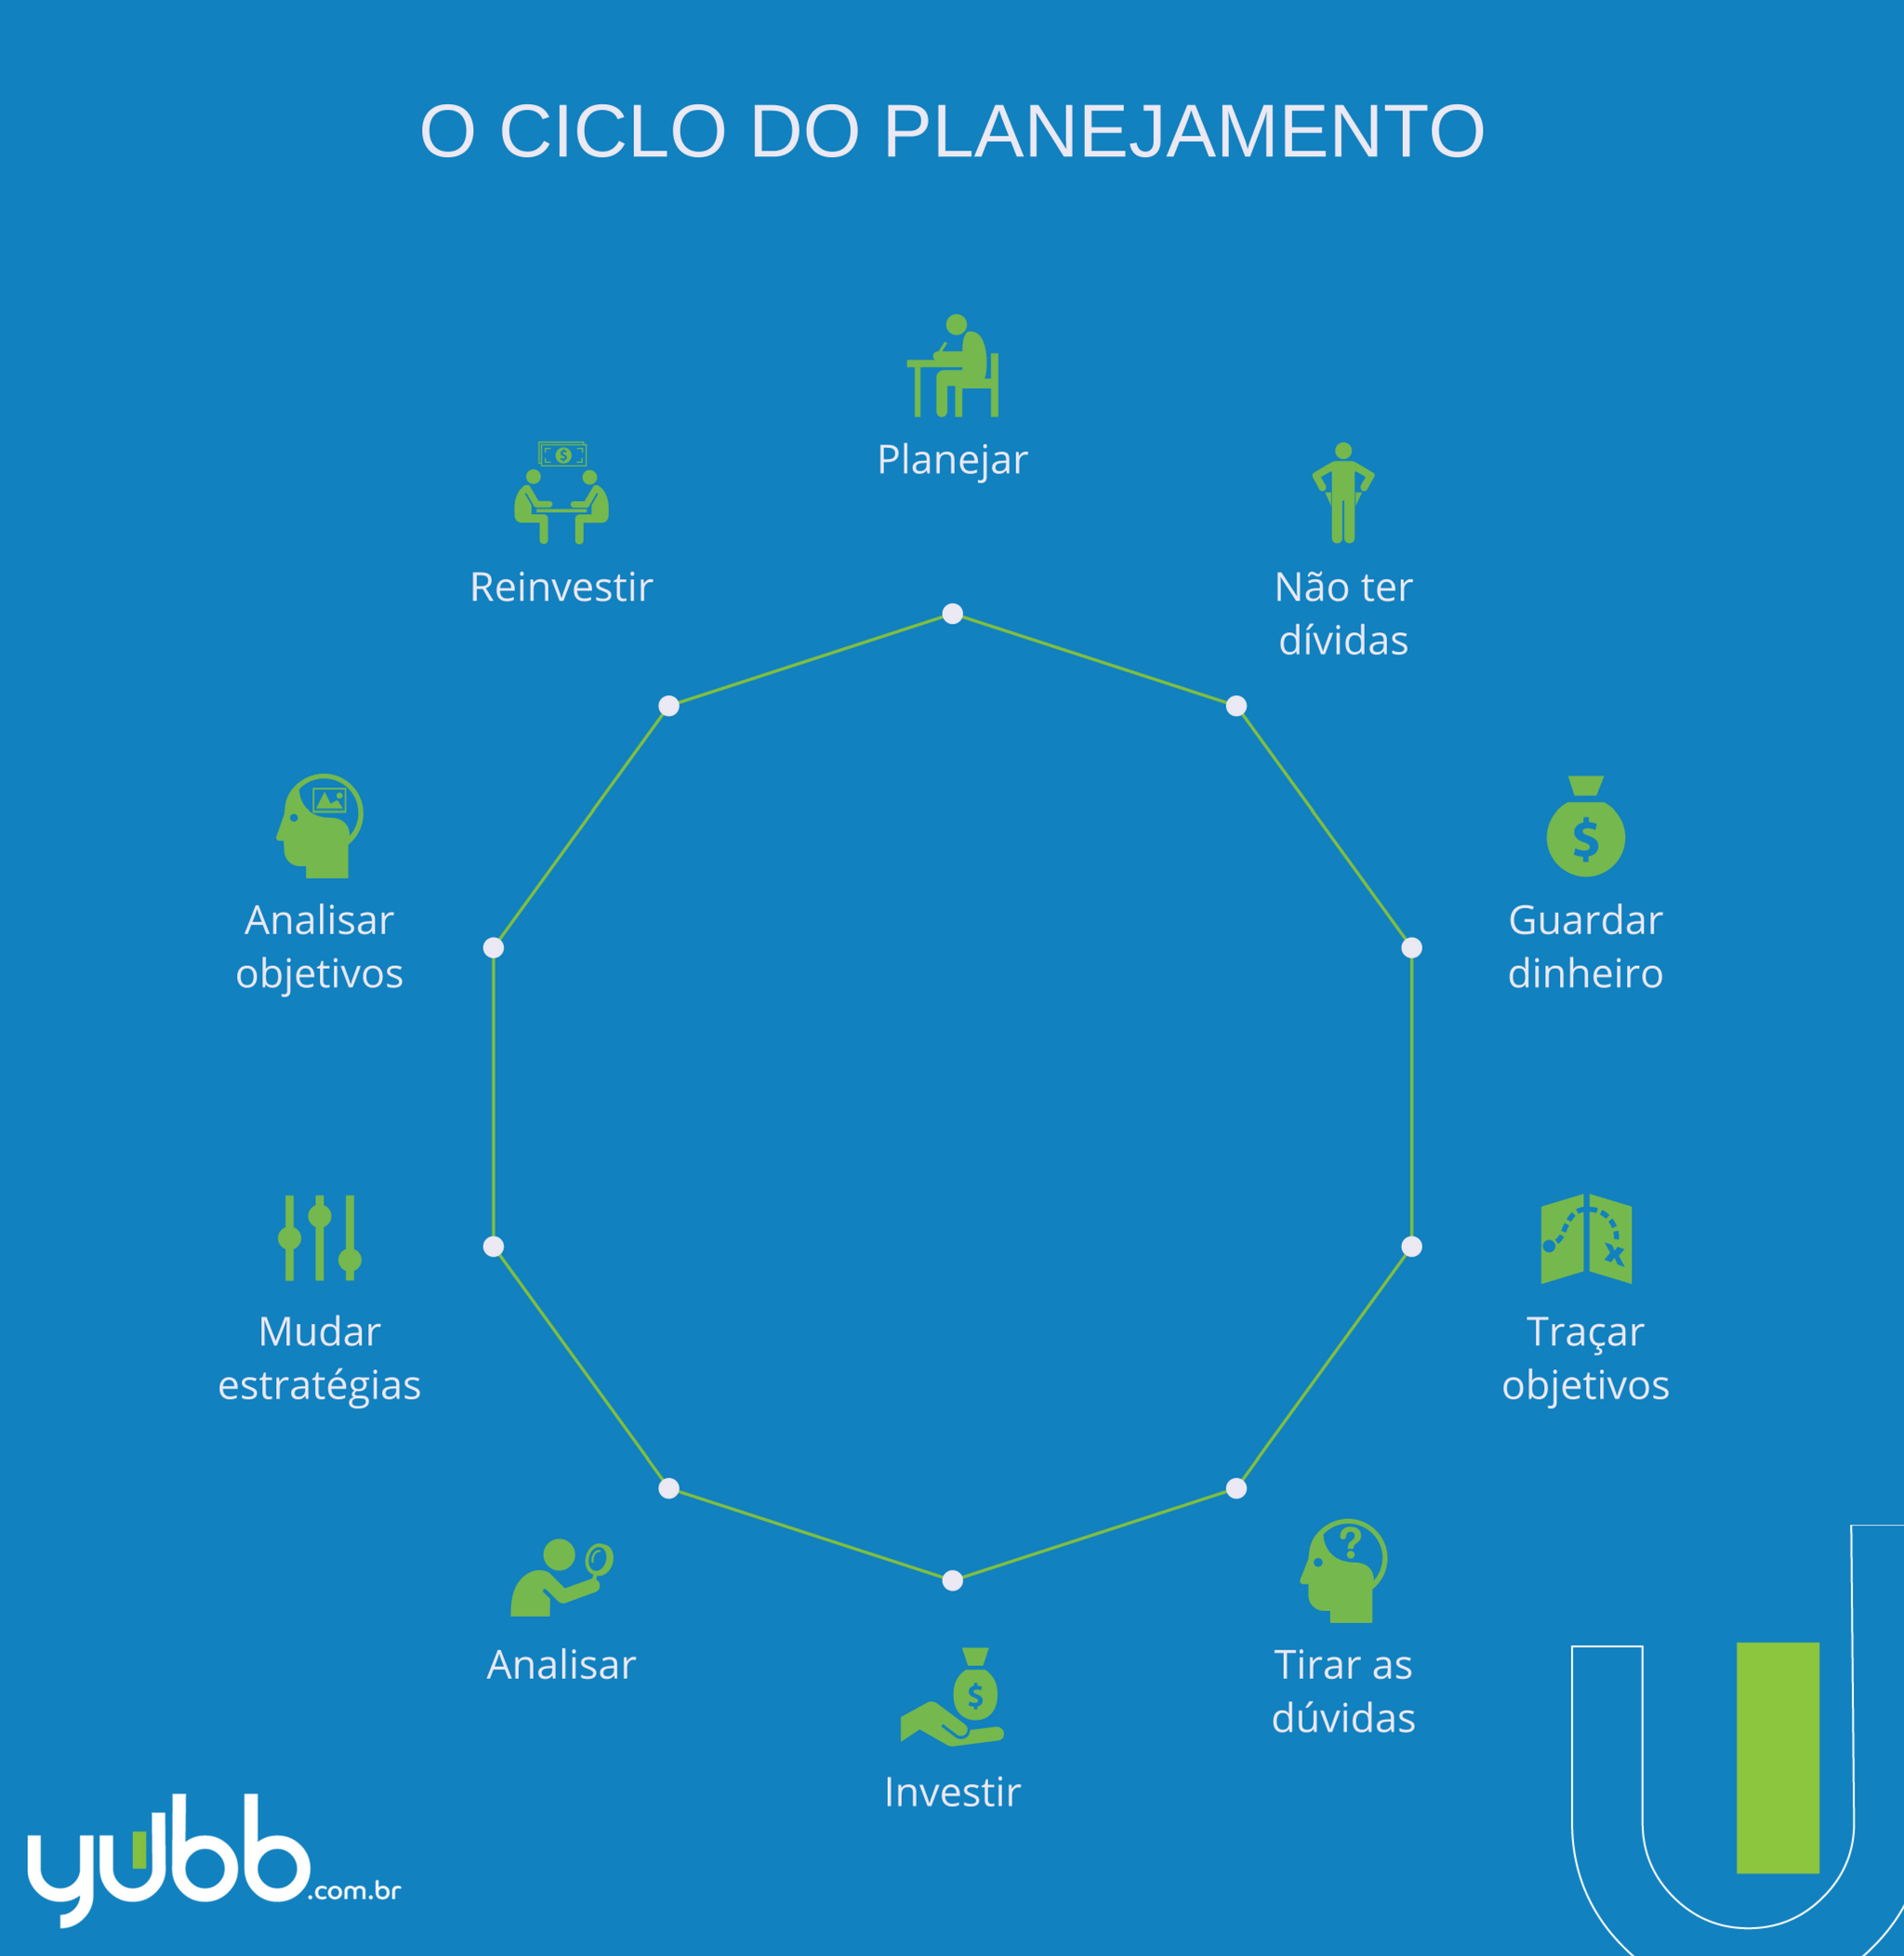 O CICLO DO PLANEJAMENTO
Planejar
Não ter
dívidas
Guardar
dinheiro
Traçar
objetivos
Tirar as
dúvidas
Investir
Analisar
Mudar
estratégias
Analisar
objetivos
Reinvestir
yubb.com.br